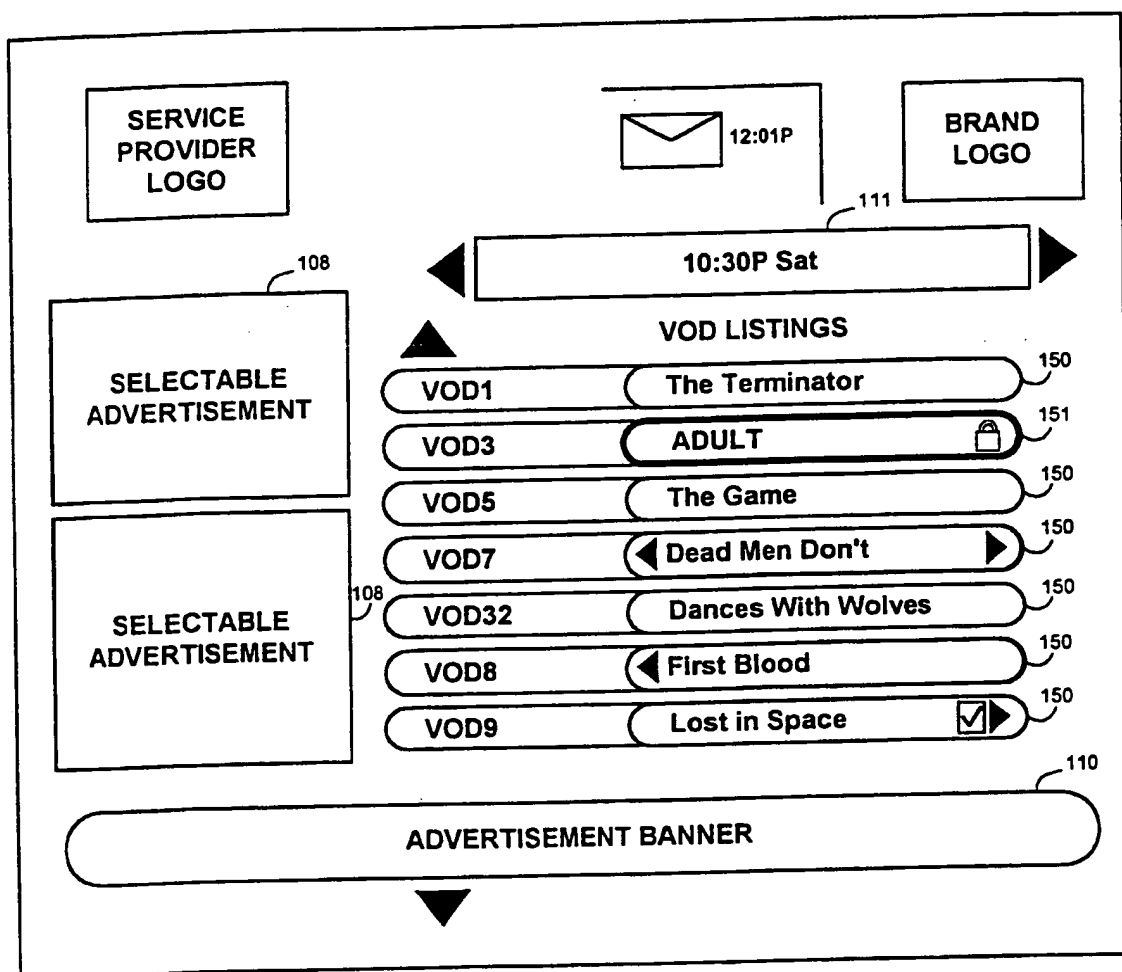 SERVICE
PROVIDER
LOGO
12:01P
BRAND
LOGO
111
10:30P Sat
108
SELECTABLE
ADVERTISEMENT
VOD LISTINGS
VOD1 The Terminator 150
VOD3 ADULT 151
VOD5 The Game 150
VOD7 Dead Men Don't 150
108
SELECTABLE
ADVERTISEMENT
VOD32 Dances With Wolves 150
VOD8 First Blood 150
VOD9 Lost in Space 150
110
ADVERTISEMENT BANNER